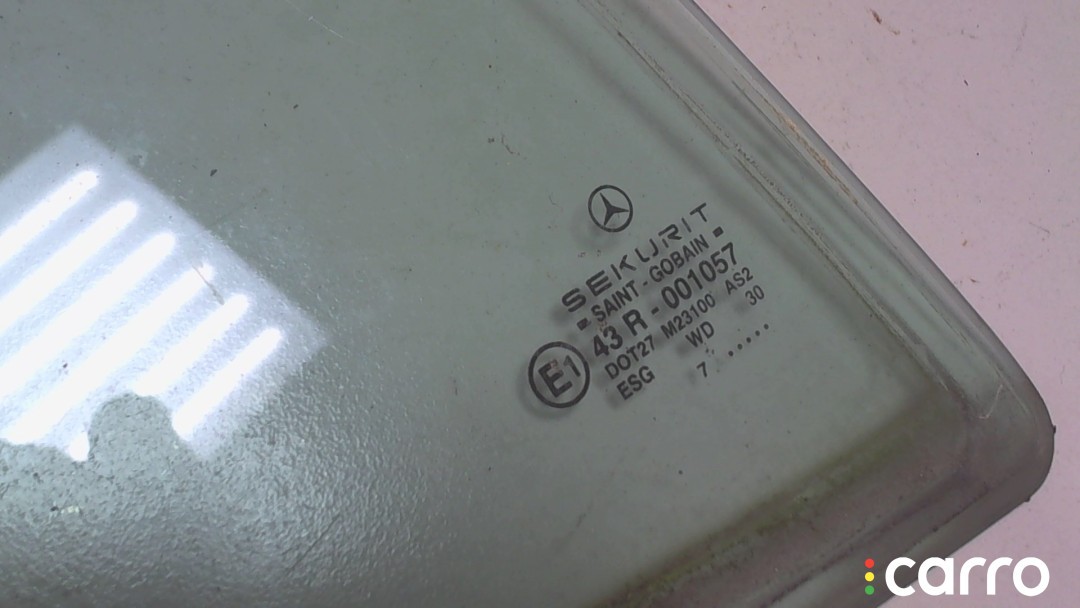 SEKURIT
SAINT-GOBAIN
43 R - 001057
E1
DOT27 M23100 AS2
ESG WD 30
7 .....
carro